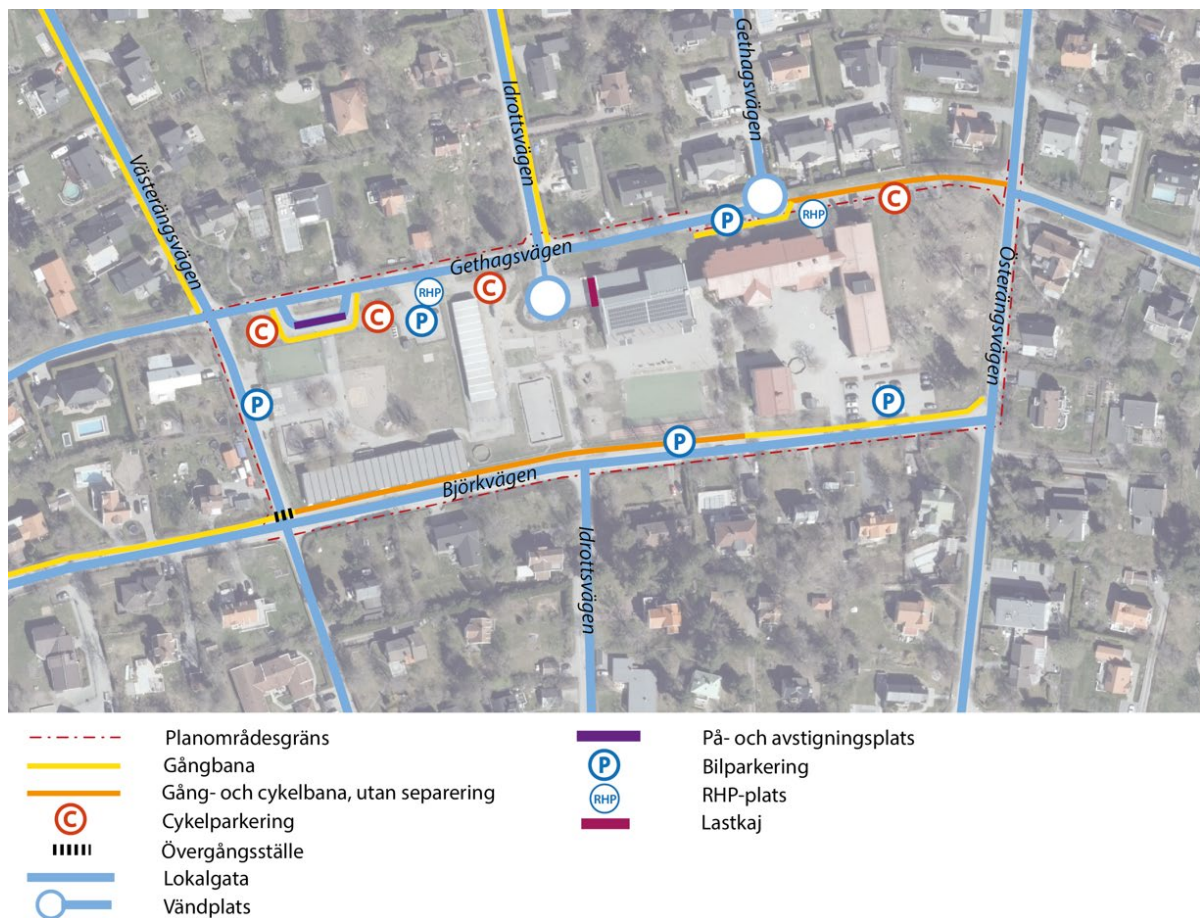 Gethagsvägen
Idrottsvägen
Västerängsvägen
P
C
RHP
Gethagsvägen
RHP
C
C
C
P
Österängsvägen
P
P
P
Björkvägen
Idrottsvägen
Planområdesgräns
Gångbana
Gång- och cykelbana, utan separering
C
Cykelparkering
Övergångsställe
Lokalgata
Vändplats
På- och avstigningsplats
P
Bilparkering
RHP
RHP-plats
Lastkaj